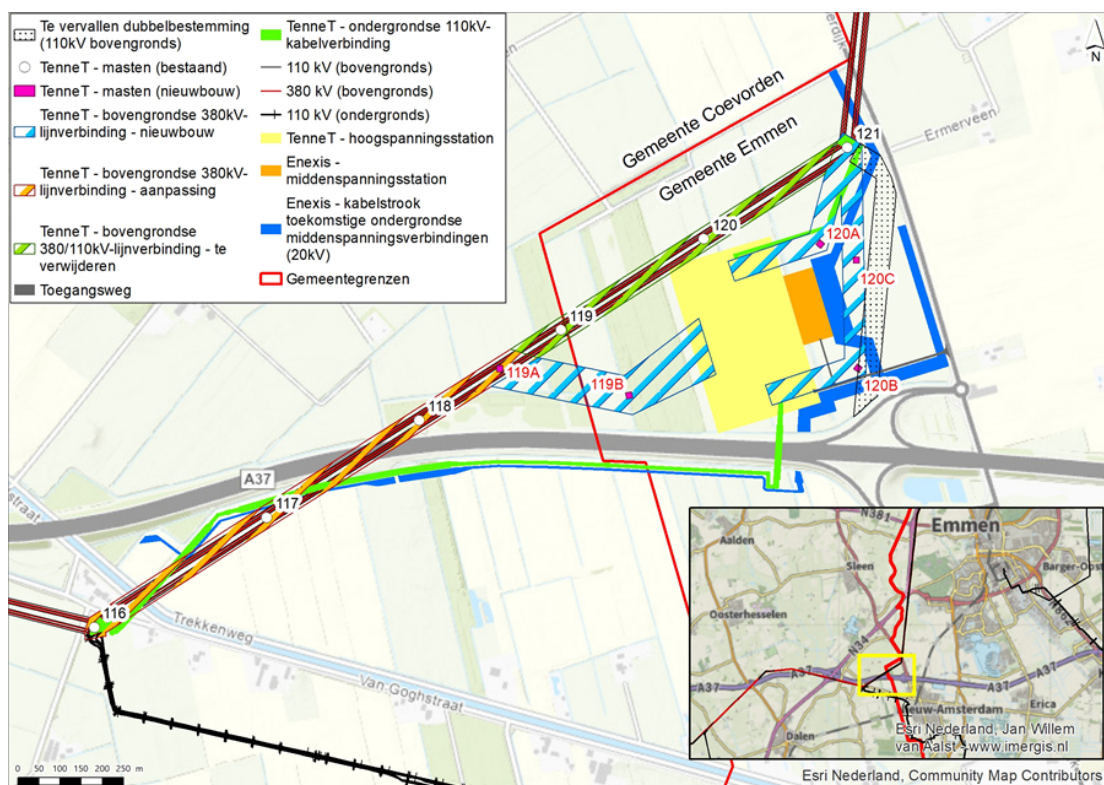 Te vervallen dubbelbestemming
(110kV bovengronds)
TenneT - masten (bestaand)
TenneT - masten (nieuwbouw)
TenneT - bovengrondse 380kV-
lijnverbinding - nieuwbouw
TenneT - bovengrondse 380kV-
lijnverbinding - aanpassing
TenneT - bovengrondse
380/110kV-lijnverbinding - te
verwijderen
Toegangsweg
TenneT - ondergrondse 110kV-
kabelverbinding
110 kV (bovengronds)
380 kV (bovengronds)
110 kV (ondergronds)
TenneT - hoogspanningsstation
Enexis -
middenspanningsstation
Enexis - kabelstrook
toekomstige ondergrondse
middenspanningsverbindingen
(20kV)
Gemeentegrenzen
N
Gemeente Coevorden
Gemeente Emmen
Ermerveen
121
120
120A
120C
119
119A
119B
120B
118
A37
117
116
straat
Trekkenweg
Van Goghstraat
0 50 100 150 200 250 m
N381
Emmen
Aalden
Sleen
Barger-Oost
Oosterhesselen
N862
N34
A37
A37
A37
A37
Nieuw-Amsterdam
Erica
Dalen
Esri Nederland, Jan Willem
van Aalst - www.imergis.nl
Esri Nederland, Community Map Contributors